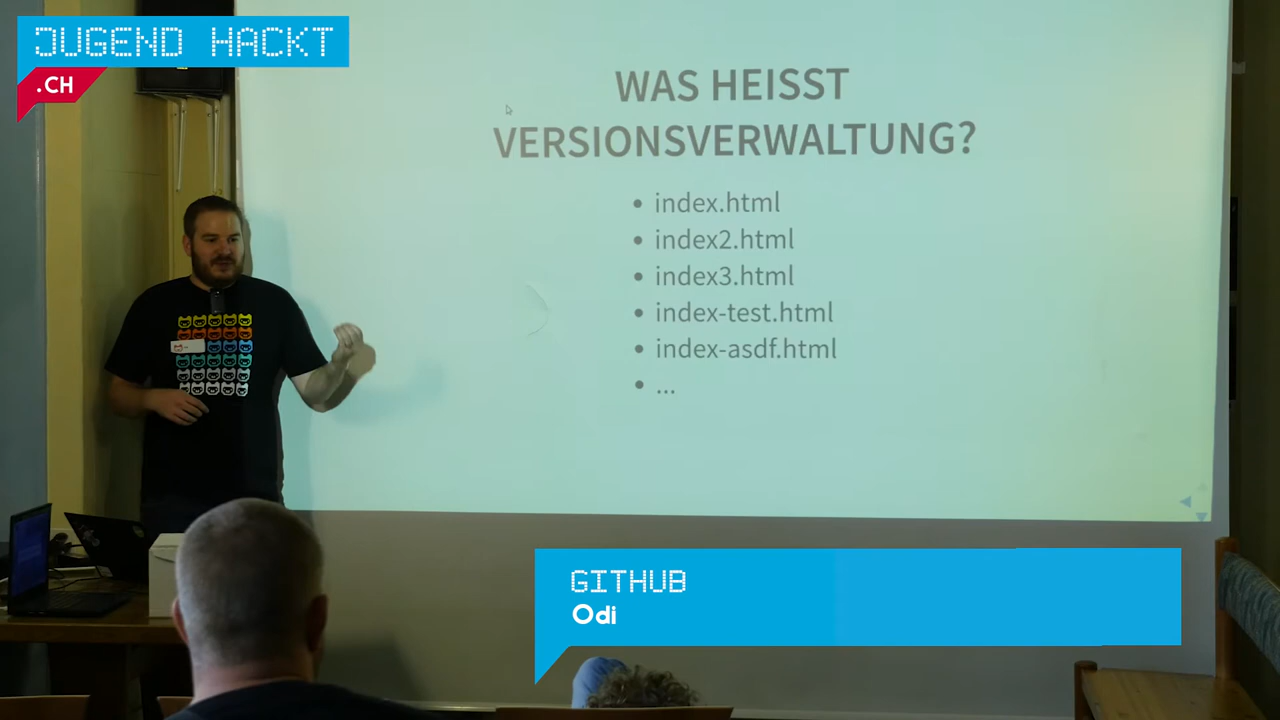 JUGEND HACKT
.CH
WAS HEISST
VERSIONSVERWALTUNG?
• index.html
• index2.html
• index3.html
• index-test.html
• index-asdf.html
• ...
GITHUB
Odi